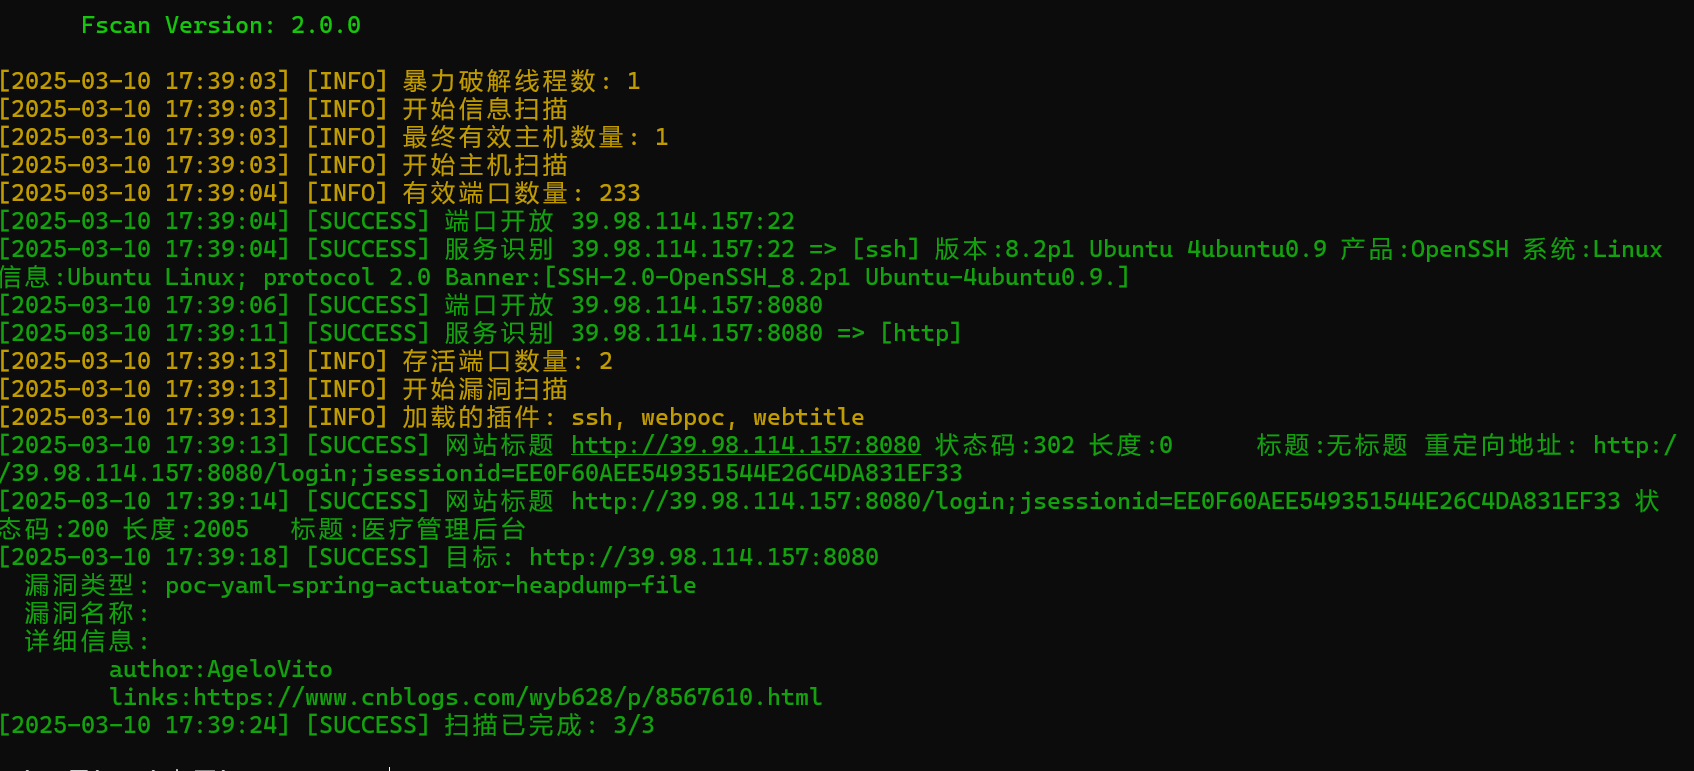 Fscan Version: 2.0.0
[2025-03-10 17:39:03] [INFO] 暴力破解线程数: 1
[2025-03-10 17:39:03] [INFO] 开始信息扫描
[2025-03-10 17:39:03] [INFO] 最终有效主机数量: 1
[2025-03-10 17:39:03] [INFO] 开始主机扫描
[2025-03-10 17:39:04] [INFO] 有效端口数量: 233
[2025-03-10 17:39:04] [SUCCESS] 端口开放 39.98.114.157:22
[2025-03-10 17:39:04] [SUCCESS] 服务识别 39.98.114.157:22 => [ssh] 版本:8.2p1 Ubuntu 4ubuntu0.9 产品:OpenSSH 系统:Linux
信息:Ubuntu Linux; protocol 2.0 Banner:[SSH-2.0-OpenSSH_8.2p1 Ubuntu-4ubuntu0.9.]
[2025-03-10 17:39:06] [SUCCESS] 端口开放 39.98.114.157:8080
[2025-03-10 17:39:11] [SUCCESS] 服务识别 39.98.114.157:8080 => [http]
[2025-03-10 17:39:13] [INFO] 存活端口数量: 2
[2025-03-10 17:39:13] [INFO] 开始漏洞扫描
[2025-03-10 17:39:13] [INFO] 加载的插件: ssh, webpoc, webtitle
[2025-03-10 17:39:13] [SUCCESS] 网站标题 http://39.98.114.157:8080 状态码:302 长度:0 标题:无标题 重定向地址: http:/
/39.98.114.157:8080/login;jsessionid=EE0F60AEE549351544E26C4DA831EF33
[2025-03-10 17:39:14] [SUCCESS] 网站标题 http://39.98.114.157:8080/login;jsessionid=EE0F60AEE549351544E26C4DA831EF33 状
态码:200 长度:2005 标题:医疗管理后台
[2025-03-10 17:39:18] [SUCCESS] 目标: http://39.98.114.157:8080
漏洞类型: poc-yaml-spring-actuator-heapdump-file
漏洞名称:
详细信息:
author:AgeloVito
links:https://www.cnblogs.com/wyb628/p/8567610.html
[2025-03-10 17:39:24] [SUCCESS] 扫描已完成: 3/3